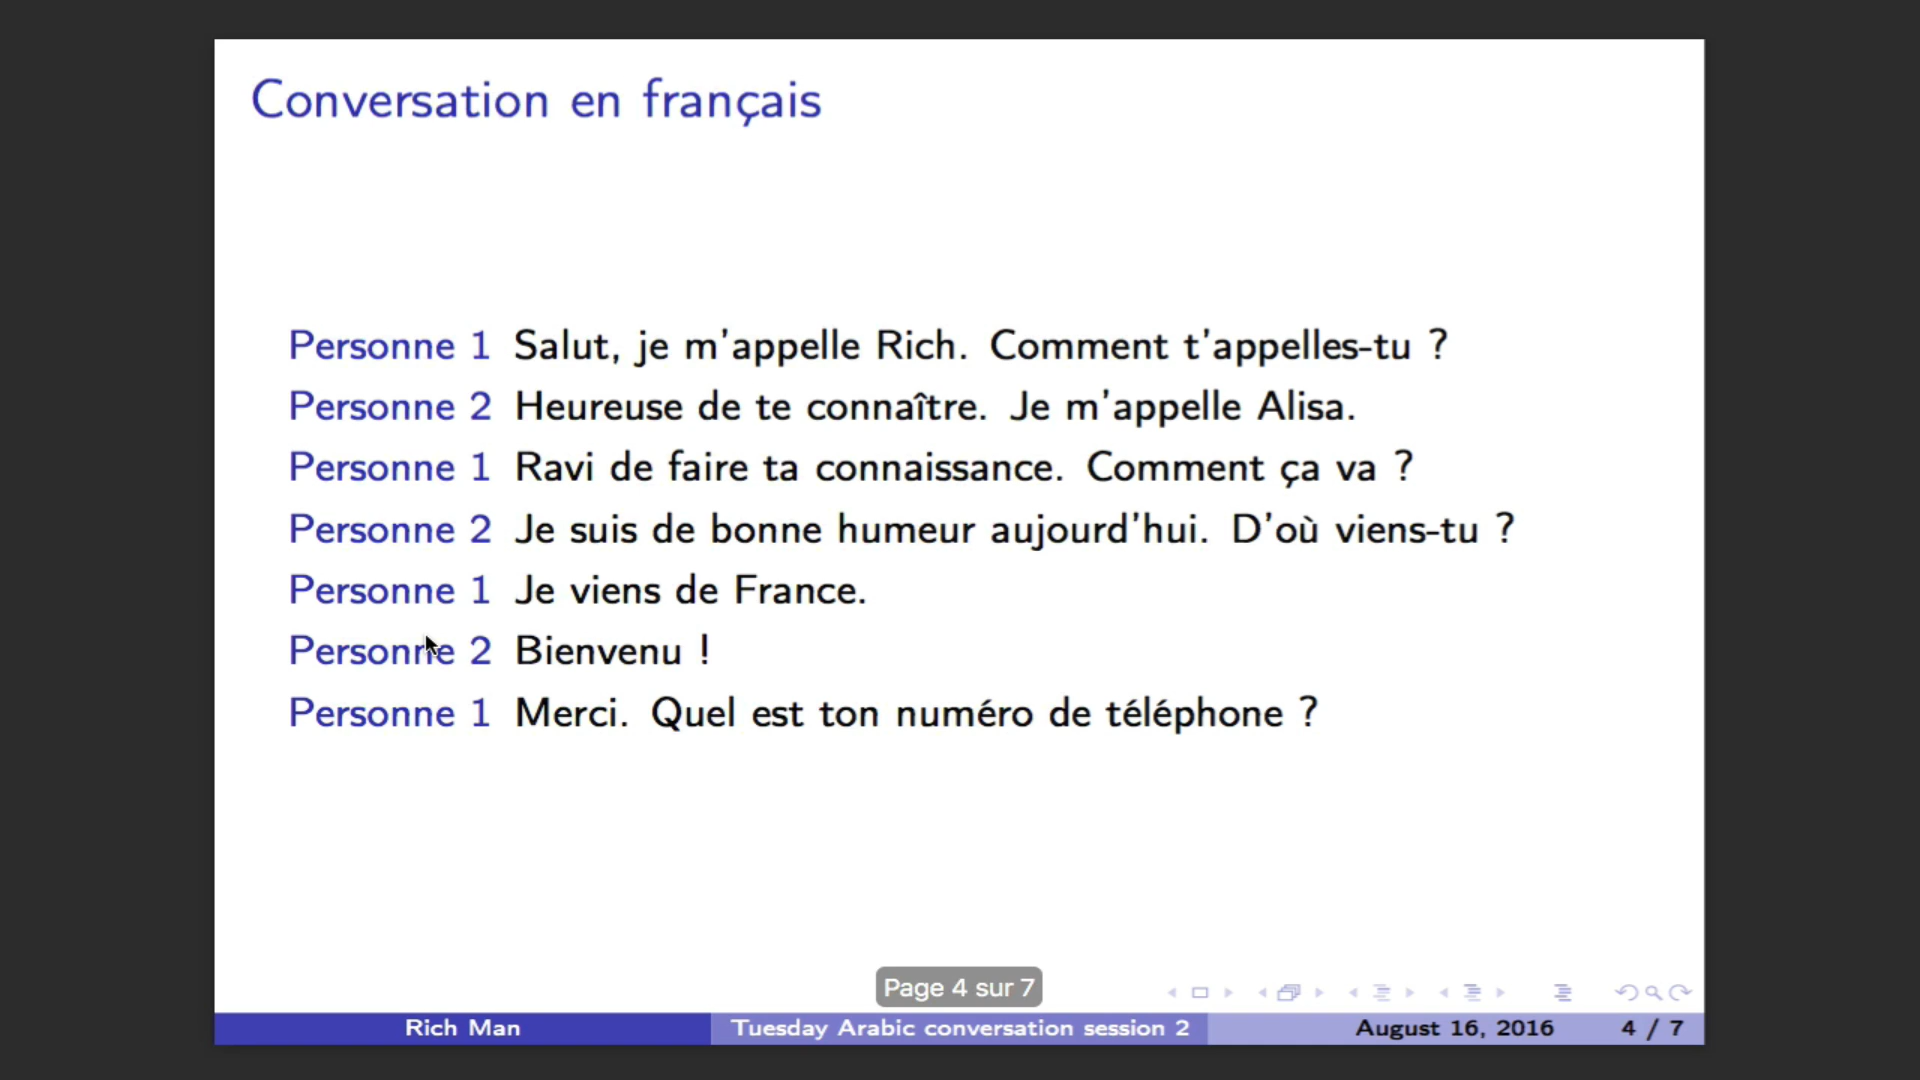 Conversation en français
Personne 1 Salut, je m'appelle Rich. Comment t'appelles-tu ?
Personne 2 Heureuse de te connaître. Je m'appelle Alisa.
Personne 1 Ravi de faire ta connaissance. Comment ça va ?
Personne 2 Je suis de bonne humeur aujourd'hui. D'où viens-tu ?
Personne 1 Je viens de France.
Personne 2 Bienvenu !
Personne 1 Merci. Quel est ton numéro de téléphone ?
Page 4 sur 7
Rich Man Tuesday Arabic conversation session 2 August 16, 2016 4 / 7